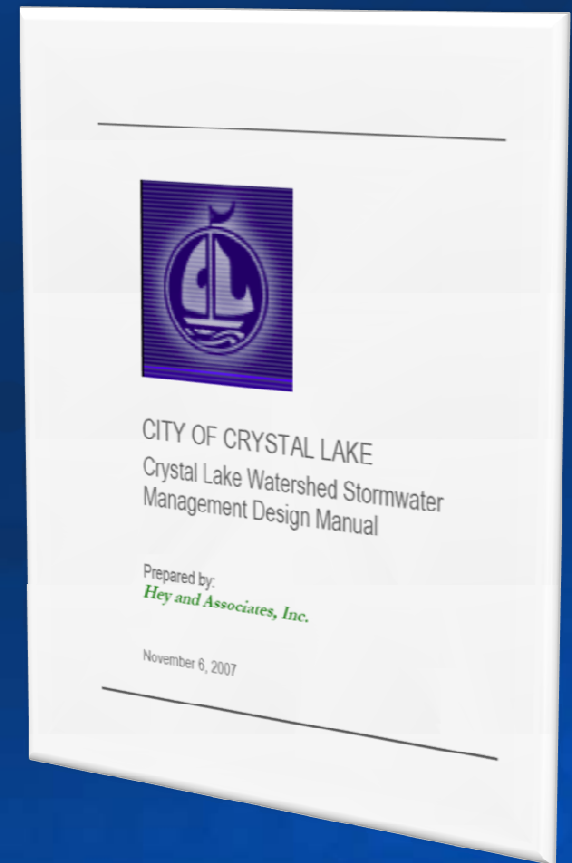 CITY OF CRYSTAL LAKE
Crystal Lake Watershed Stormwater
Management Design Manual
Prepared by:
Hey and Associates, Inc.
November 6, 2007